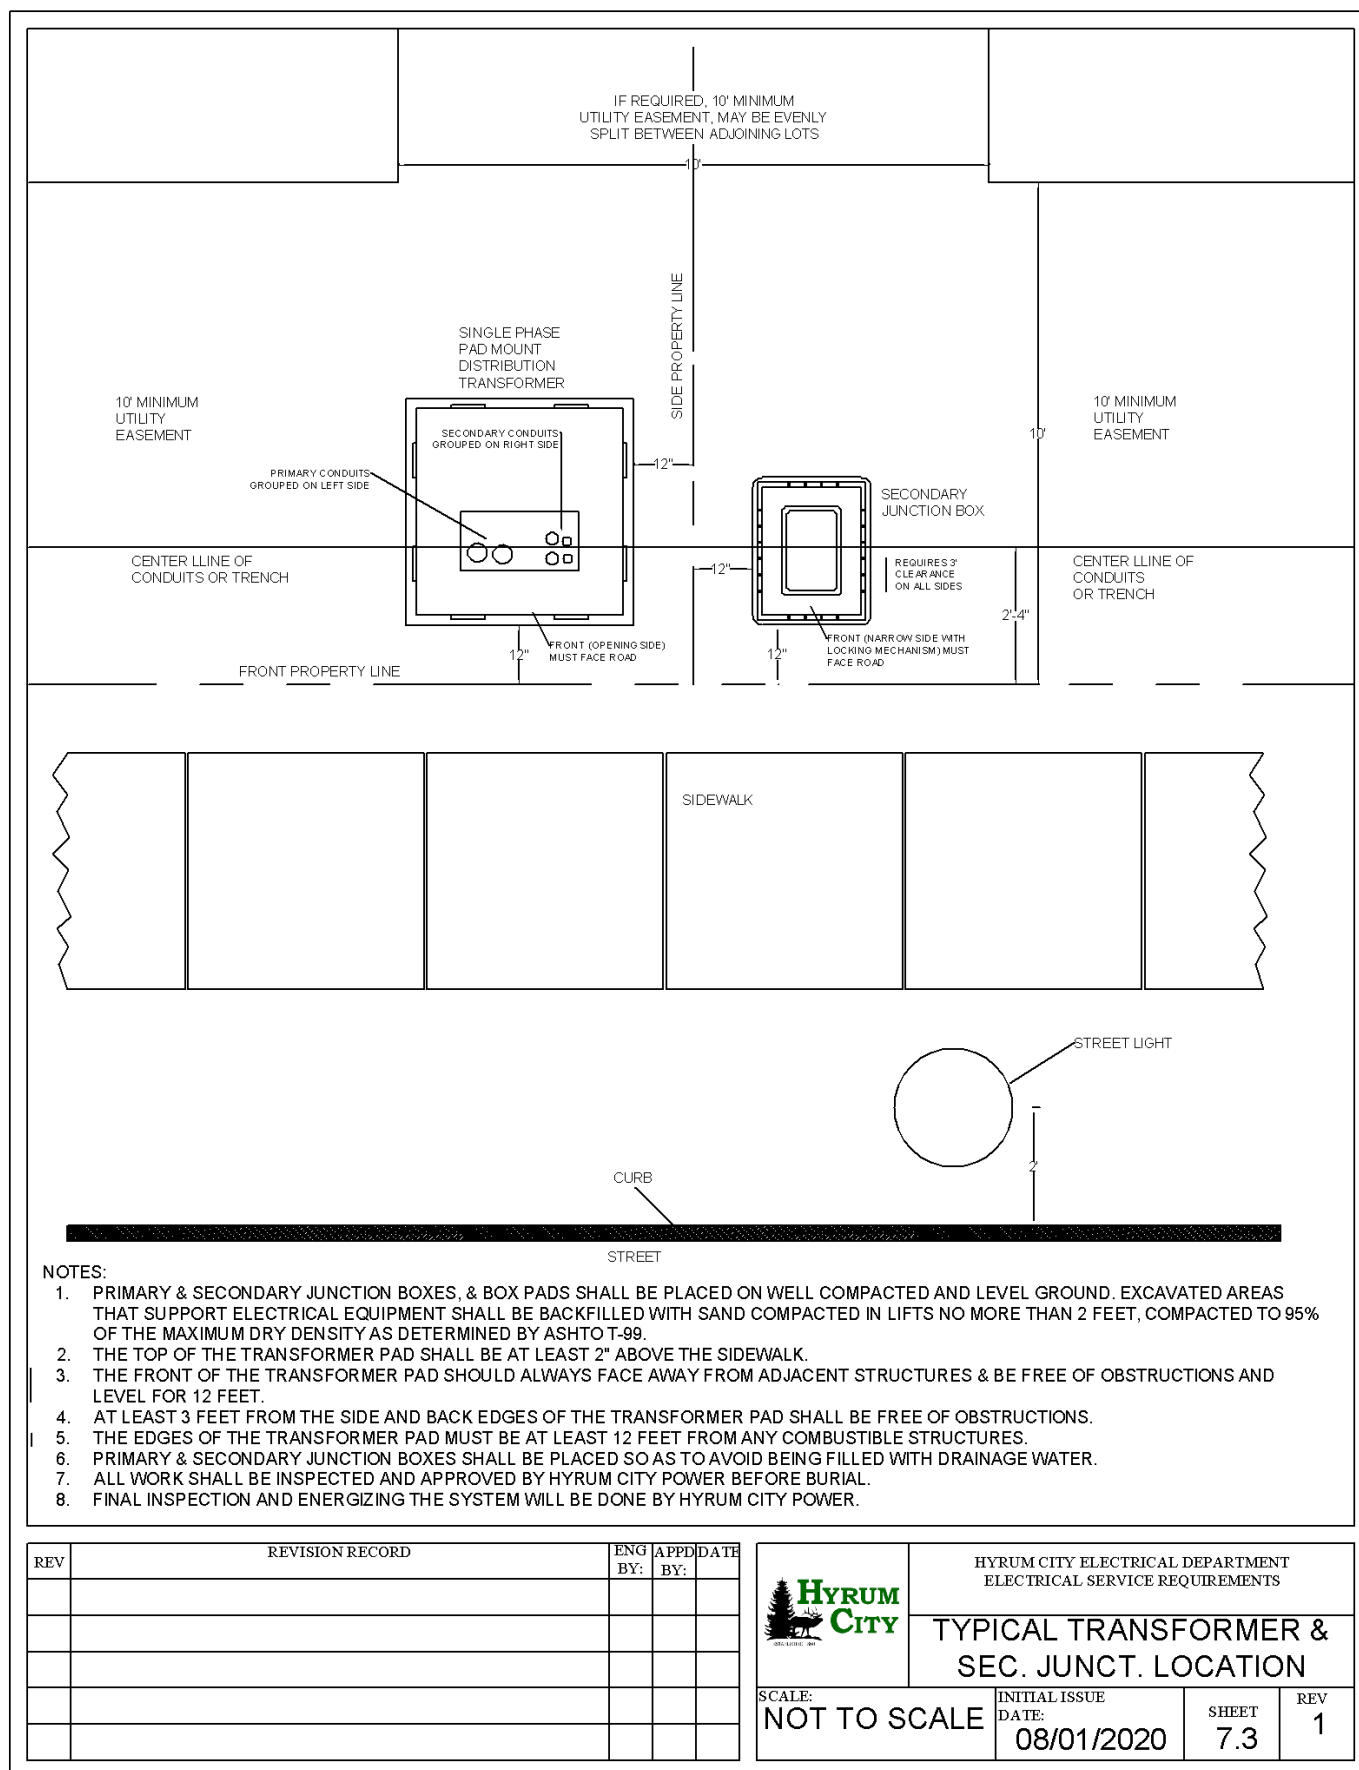 IF REQUIRED, 10' MINIMUM
UTILITY EASEMENT, MAY BE EVENLY
SPLIT BETWEEN ADJOINING LOTS
10'
SIDE PROPERTY LINE
SINGLE PHASE
PAD MOUNT
DISTRIBUTION
TRANSFORMER
10' MINIMUM
UTILITY
EASEMENT
10' MINIMUM
UTILITY
EASEMENT
10'
SECONDARY CONDUITS
GROUPED ON RIGHT SIDE
PRIMARY CONDUITS
GROUPED ON LEFT SIDE
12"
SECONDARY
JUNCTION BOX
CENTER LLINE OF
CONDUITS OR TRENCH
12"
REQUIRES 3'
CLEARANCE
ON ALL SIDES
CENTER LLINE OF
CONDUITS
OR TRENCH
2'-4"
FRONT (OPENING SIDE)
MUST FACE ROAD
12"
FRONT (NARROW SIDE WITH
LOCKING MECHANISM) MUST
FACE ROAD
12"
FRONT PROPERTY LINE
SIDEWALK
STREET LIGHT
2'
CURB
STREET
NOTES:
1. PRIMARY & SECONDARY JUNCTION BOXES, & BOX PADS SHALL BE PLACED ON WELL COMPACTED AND LEVEL GROUND. EXCAVATED AREAS
THAT SUPPORT ELECTRICAL EQUIPMENT SHALL BE BACKFILLED WITH SAND COMPACTED IN LIFTS NO MORE THAN 2 FEET, COMPACTED TO 95%
OF THE MAXIMUM DRY DENSITY AS DETERMINED BY ASHTO T-99.
2. THE TOP OF THE TRANSFORMER PAD SHALL BE AT LEAST 2" ABOVE THE SIDEWALK.
3. THE FRONT OF THE TRANSFORMER PAD SHOULD ALWAYS FACE AWAY FROM ADJACENT STRUCTURES & BE FREE OF OBSTRUCTIONS AND
LEVEL FOR 12 FEET.
4. AT LEAST 3 FEET FROM THE SIDE AND BACK EDGES OF THE TRANSFORMER PAD SHALL BE FREE OF OBSTRUCTIONS.
5. THE EDGES OF THE TRANSFORMER PAD MUST BE AT LEAST 12 FEET FROM ANY COMBUSTIBLE STRUCTURES.
6. PRIMARY & SECONDARY JUNCTION BOXES SHALL BE PLACED SO AS TO AVOID BEING FILLED WITH DRAINAGE WATER.
7. ALL WORK SHALL BE INSPECTED AND APPROVED BY HYRUM CITY POWER BEFORE BURIAL.
8. FINAL INSPECTION AND ENERGIZING THE SYSTEM WILL BE DONE BY HYRUM CITY POWER.
REV
REVISION RECORD
ENG
BY:
APPD
BY:
DATE
HYRUM
CITY
HYRUM CITY ELECTRICAL DEPARTMENT
ELECTRICAL SERVICE REQUIREMENTS
TYPICAL TRANSFORMER &
SEC. JUNCT. LOCATION
SCALE:
NOT TO SCALE
INITIAL ISSUE
DATE:
08/01/2020
SHEET
7.3
REV
1